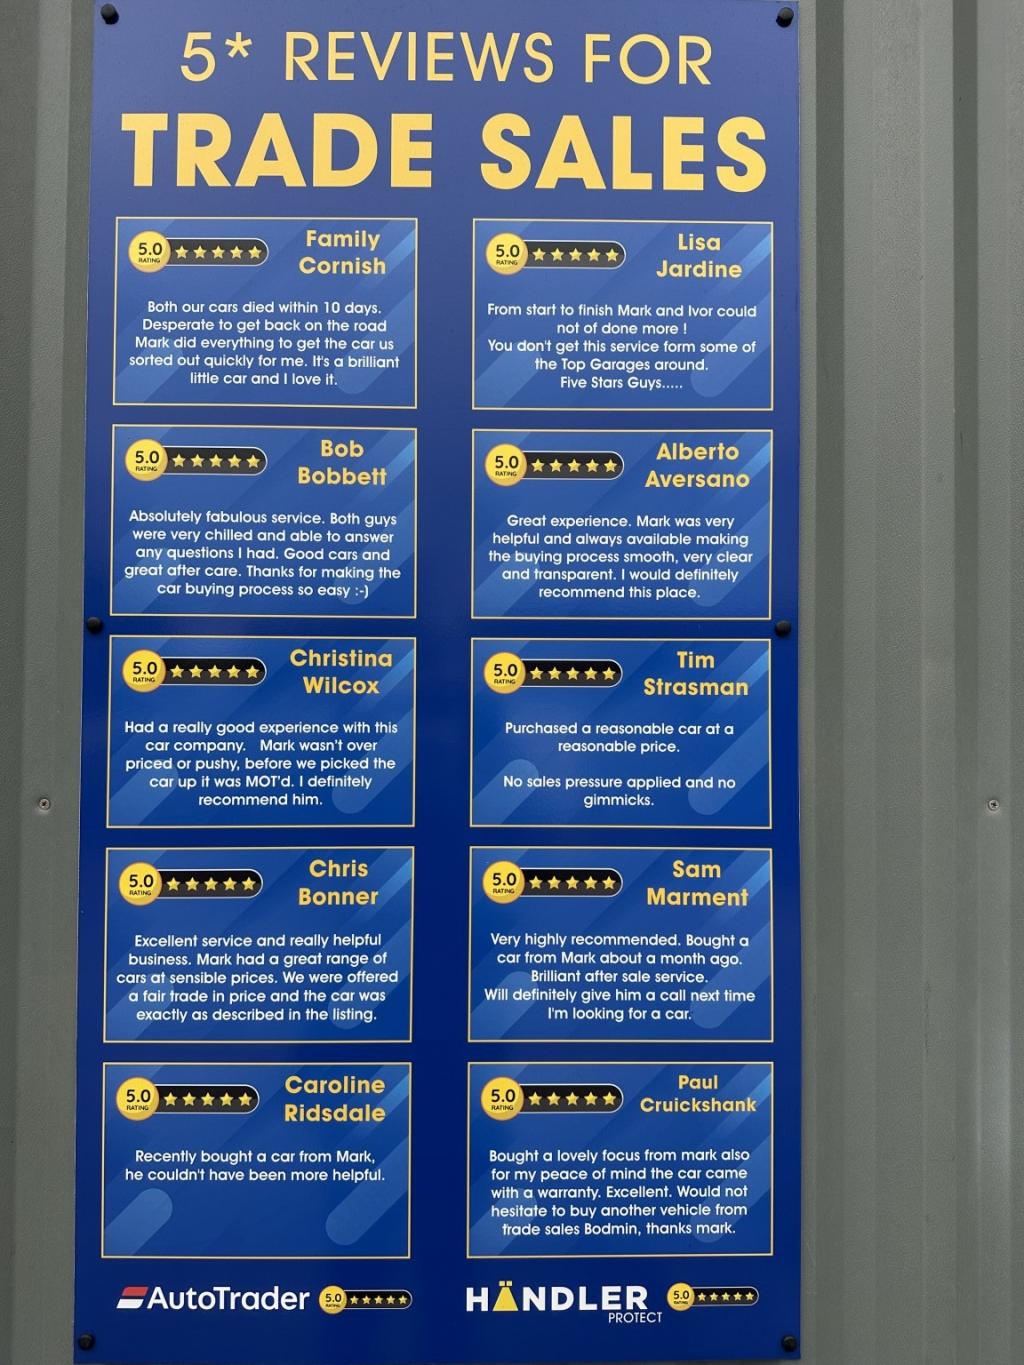 5* REVIEWS FOR
TRADE SALES
5.0
RATING
Family
Cornish
Both our cars died within 10 days.
Desperate to get back on the road
Mark did everything to get the car us
sorted out quickly for me. It's a brilliant
little car and I love it.
5.0
RATING
Lisa
Jardine
From start to finish Mark and Ivor could
not of done more !
You don't get this service form some of
the Top Garages around.
Five Stars Guys.....
5.0
RATING
Bob
Bobbett
Absolutely fabulous service. Both guys
were very chilled and able to answer
any questions I had. Good cars and
great after care. Thanks for making the
car buying process so easy :-)
5.0
RATING
Alberto
Aversano
Great experience. Mark was very
helpful and always available making
the buying process smooth, very clear
and transparent. I would definitely
recommend this place.
5.0
RATING
Christina
Wilcox
Had a really good experience with this
car company. Mark wasn't over
priced or pushy, before we picked the
car up it was MOT'd. I definitely
recommend him.
5.0
RATING
Tim
Strasman
Purchased a reasonable car at a
reasonable price.
No sales pressure applied and no
gimmicks.
5.0
RATING
Chris
Bonner
Excellent service and really helpful
business. Mark had a great range of
cars at sensible prices. We were offered
a fair trade in price and the car was
exactly as described in the listing.
5.0
RATING
Sam
Marment
Very highly recommended. Bought a
car from Mark about a month ago.
Brilliant after sale service.
Will definitely give him a call next time
I'm looking for a car.
5.0
RATING
Caroline
Ridsdale
Recently bought a car from Mark,
he couldn't have been more helpful.
5.0
RATING
Paul
Cruickshank
Bought a lovely focus from mark also
for my peace of mind the car came
with a warranty. Excellent. Would not
hesitate to buy another vehicle from
trade sales Bodmin, thanks mark.
AutoTrader
5.0
RATING
HÄNDLER
PROTECT
5.0
RATING